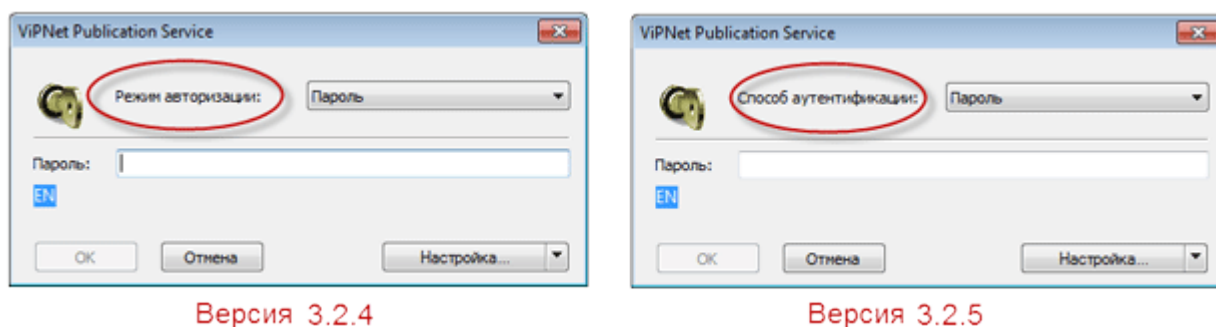 ViPNet Publication Service
Режим авторизации: Пароль
Пароль:
EN
OK Отмена Настройка...
Версия 3.2.4
ViPNet Publication Service
Способ аутентификации: Пароль
Пароль:
EN
OK Отмена Настройка...
Версия 3.2.5